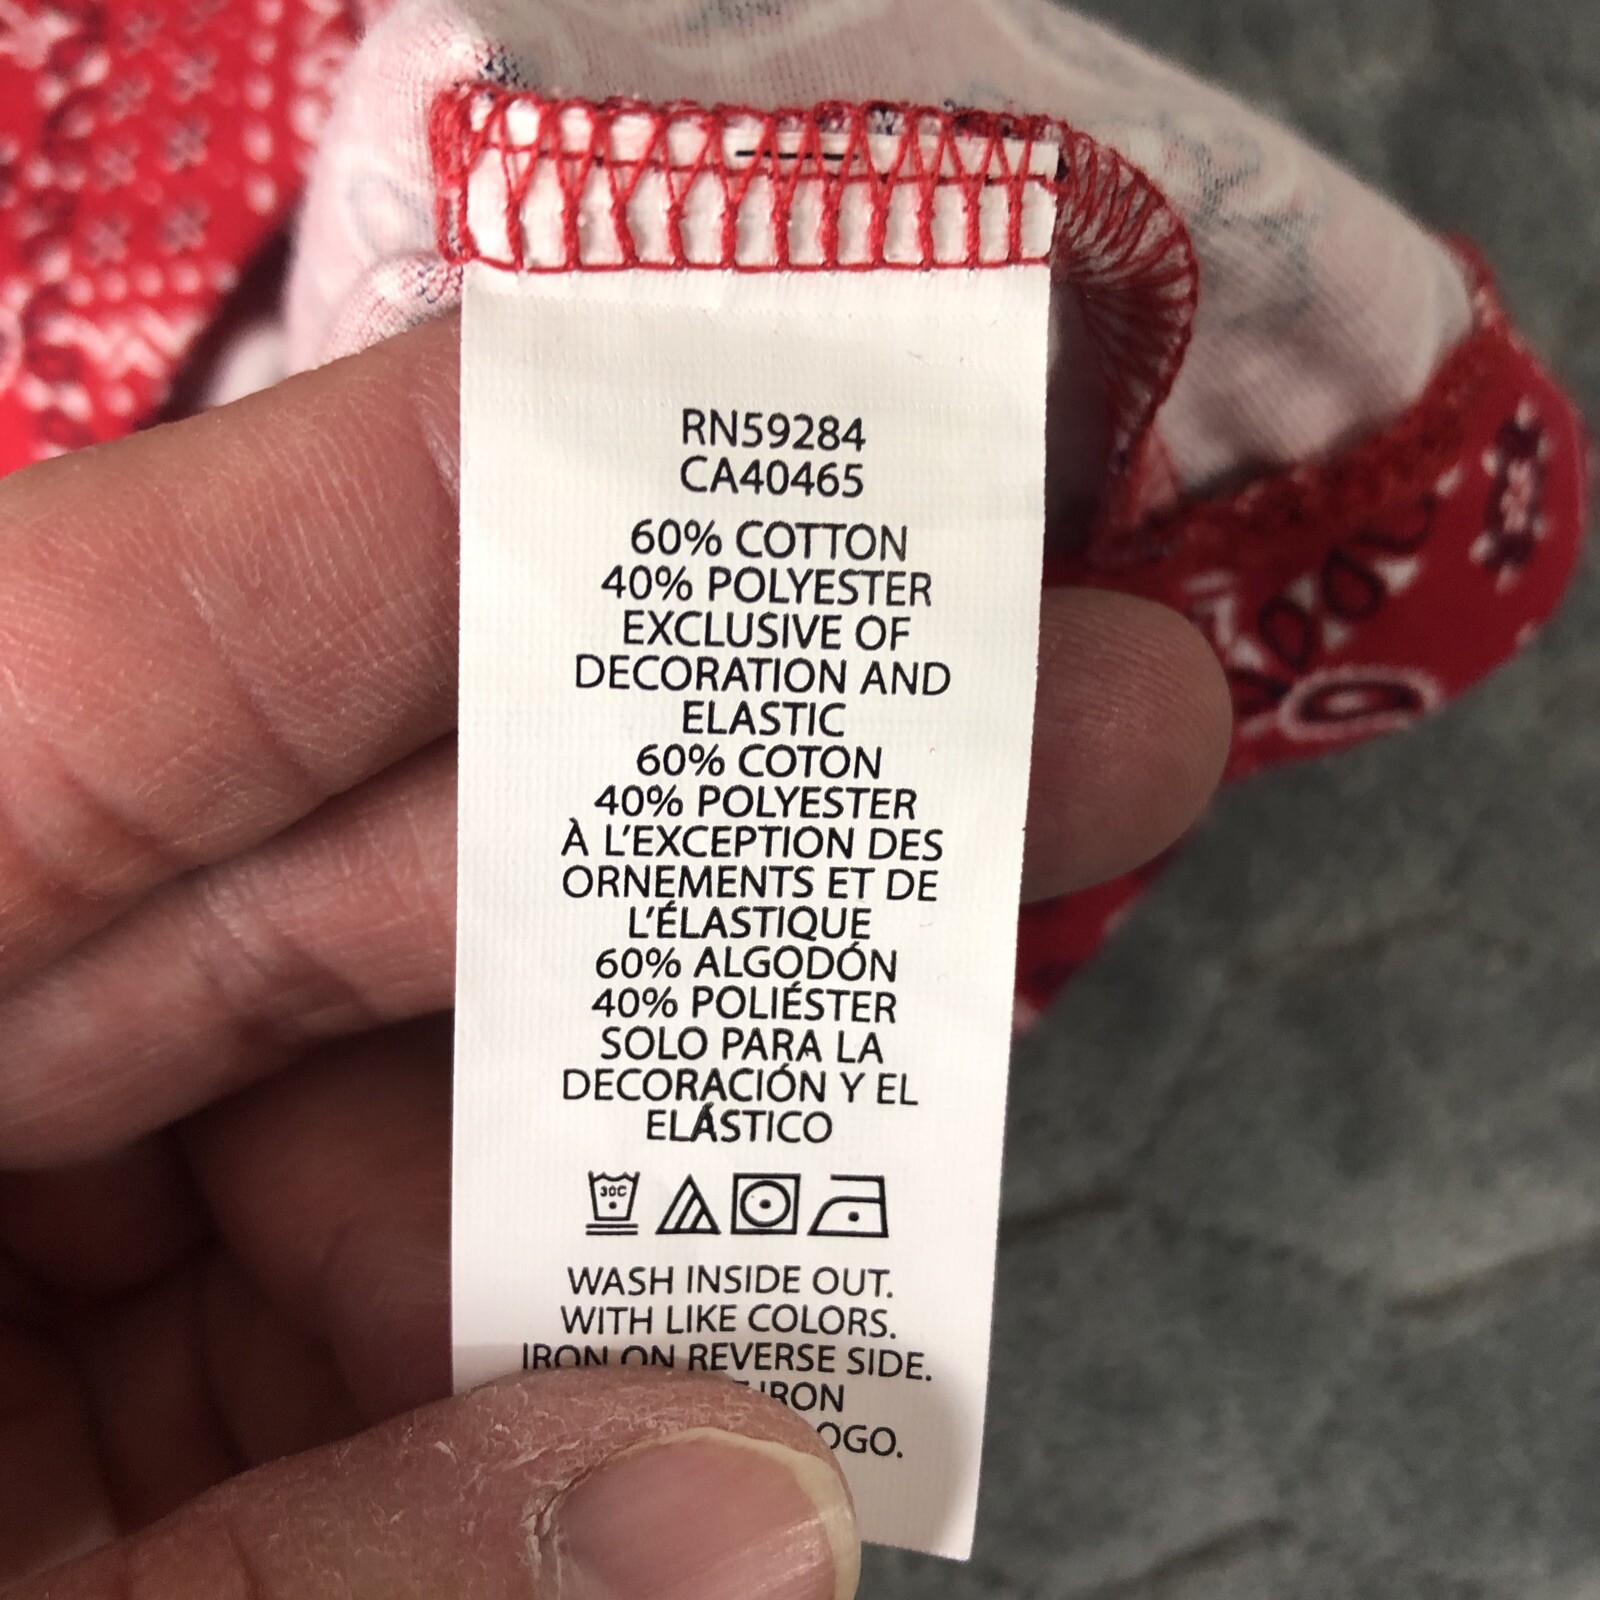 RN59284
CA40465
60% COTTON
40% POLYESTER
EXCLUSIVE OF
DECORATION AND
ELASTIC
60% COTON
40% POLYESTER
À L'EXCEPTION DES
ORNEMENTS ET DE
L'ÉLASTIQUE
60% ALGODÓN
40% POLIÉSTER
SOLO PARA LA
DECORACIÓN Y EL
ELÁSTICO
30C
WASH INSIDE OUT.
WITH LIKE COLORS.
IRON ON REVERSE SIDE.
IRON